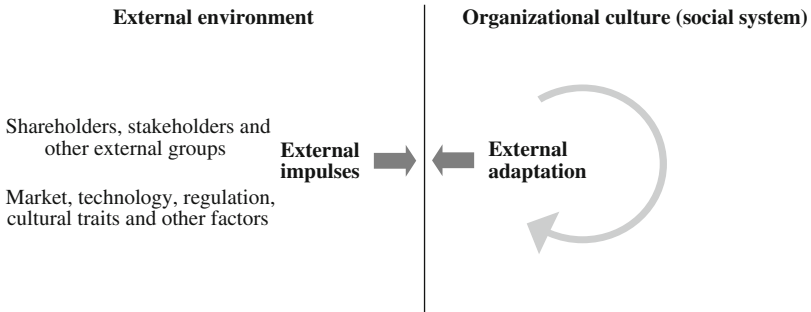 External environment
Organizational culture (social system)
Shareholders, stakeholders and
other external groups
External
impulses
External
adaptation
Market, technology, regulation,
cultural traits and other factors